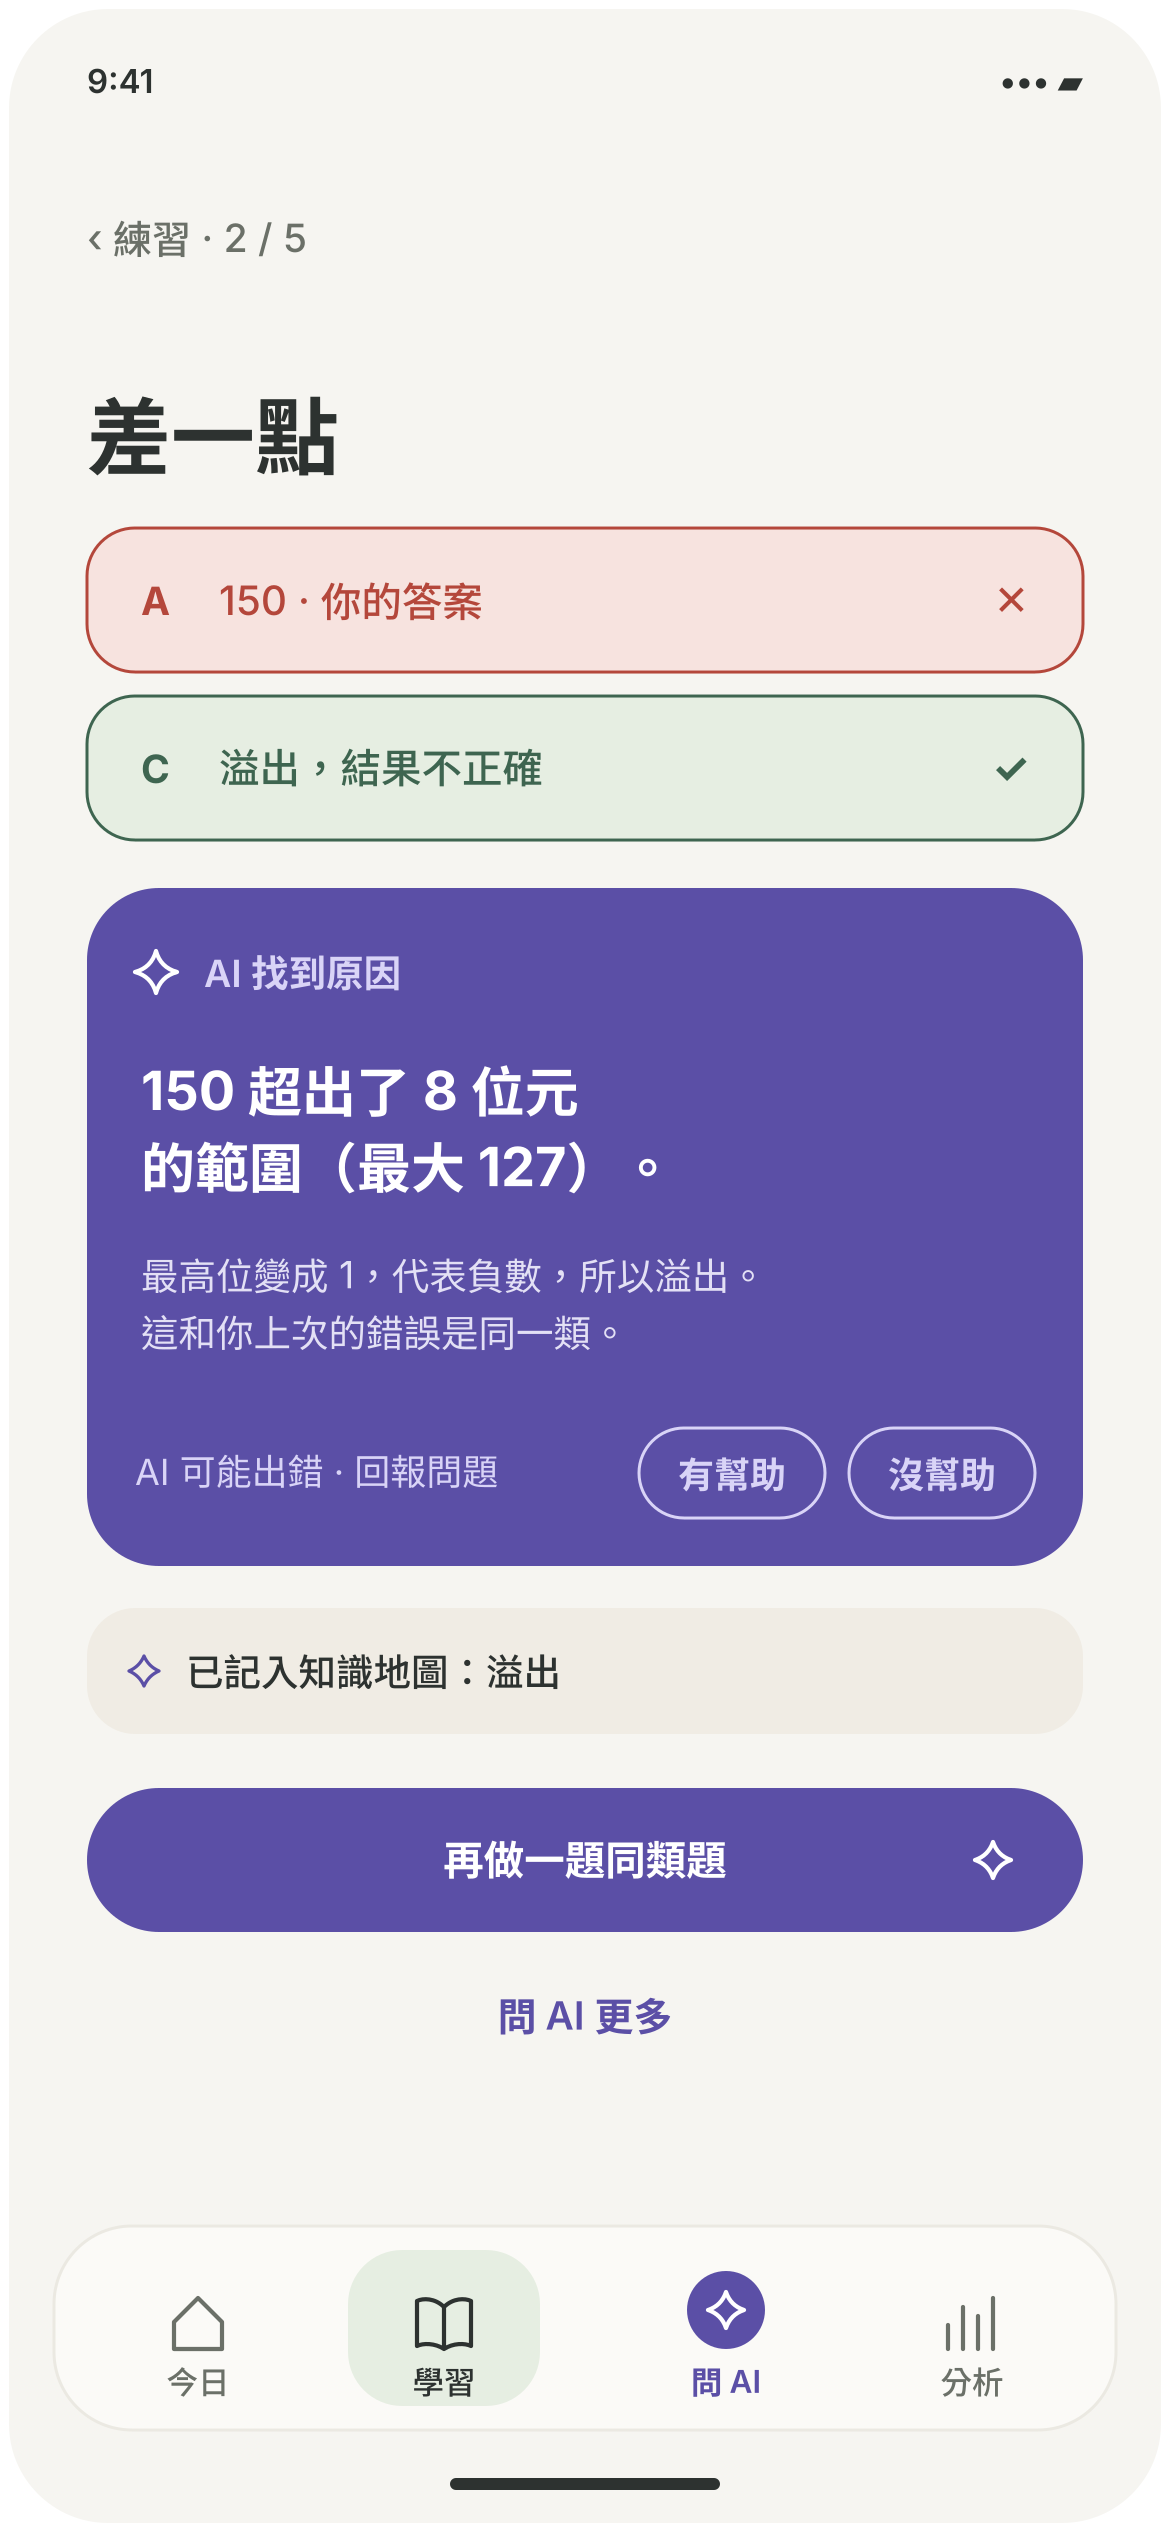 9:41
‹ 練習 · 2 / 5
差一點
A 150 · 你的答案 ✕
C 溢出，結果不正確 ✓
AI 找到原因
150 超出了 8 位元
的範圍（最大 127）。
最高位變成 1，代表負數，所以溢出。
這和你上次的錯誤是同一類。
AI 可能出錯 · 回報問題
有幫助
沒幫助
已記入知識地圖：溢出
再做一題同類題
問 AI 更多
今日
學習
問 AI
分析